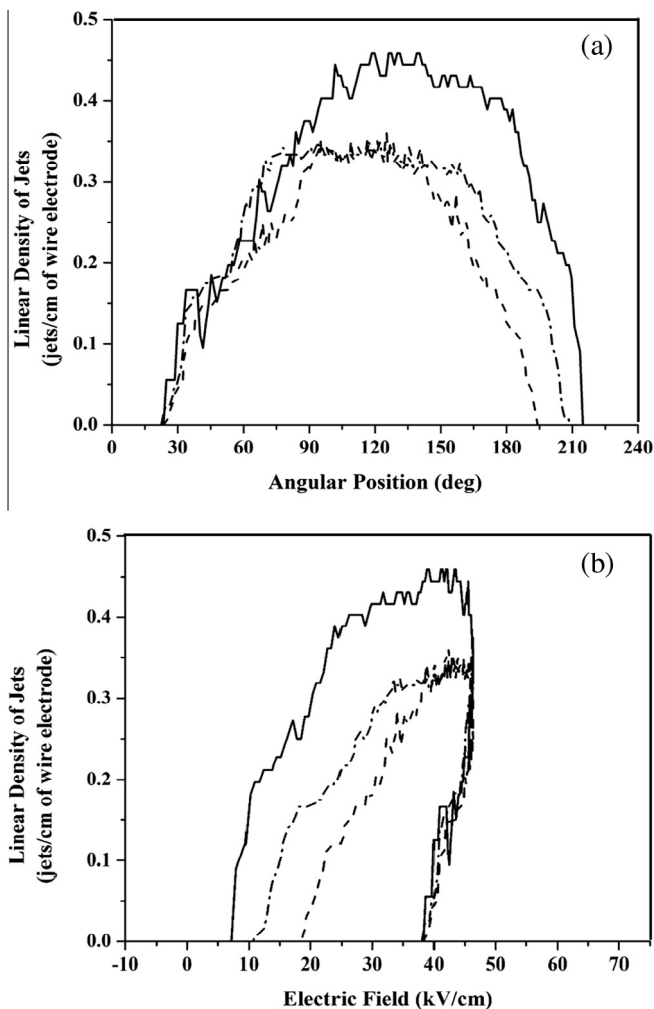 (a)
0.5
0.4
0.3
0.2
0.1
0.0
Linear Density of Jets
(jets/cm of wire electrode)
0 30 60 90 120 150 180 210 240
Angular Position (deg)
(b)
0.5
0.4
0.3
0.2
0.1
0.0
Linear Density of Jets
(jets/cm of wire electrode)
-10 0 10 20 30 40 50 60 70
Electric Field (kV/cm)